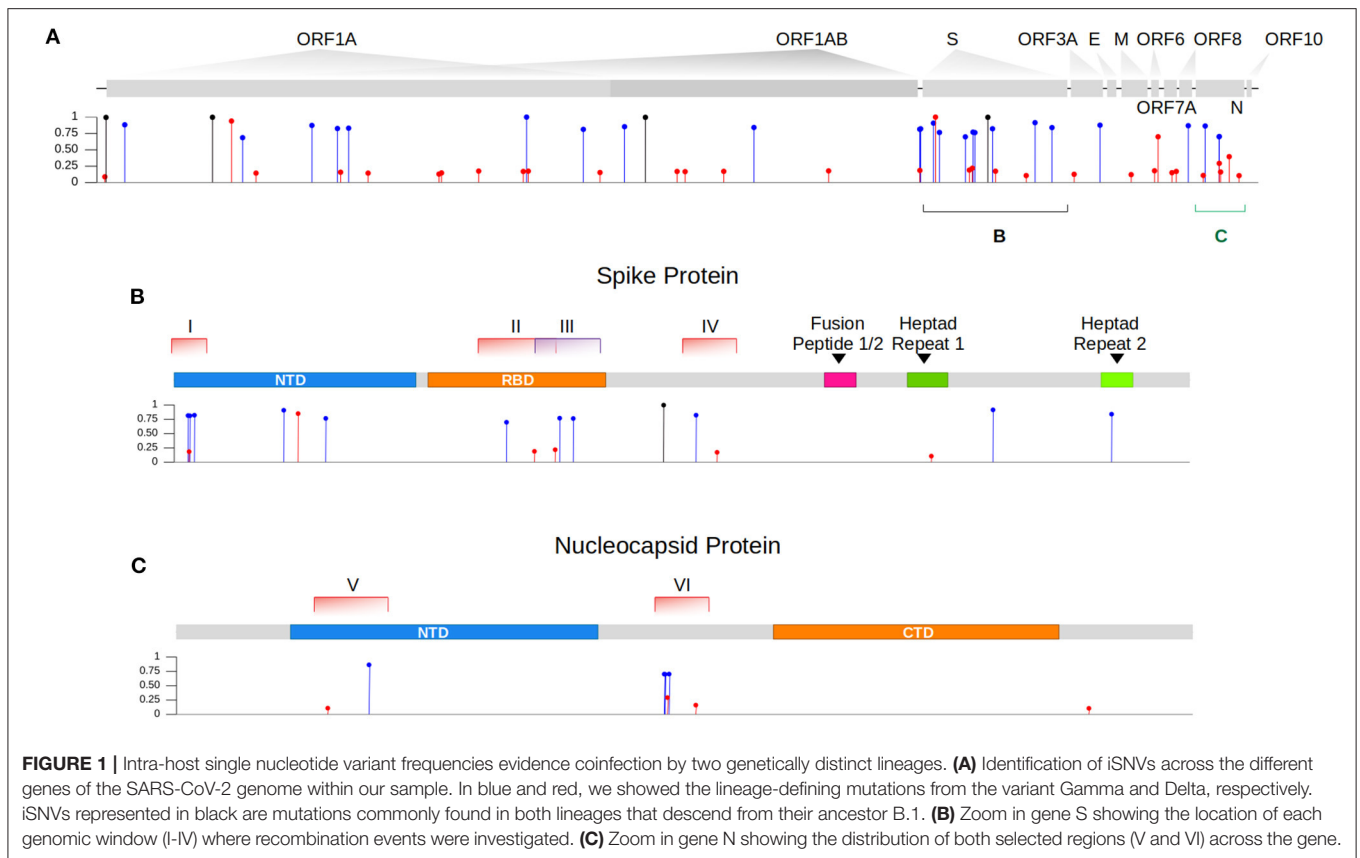 A
ORF1A ORF1AB S ORF3A E M ORF6 ORF8 ORF10
ORF7A N
1
0.75
0.50
0.25
0
B C
Spike Protein
B
I II III IV Fusion Peptide 1/2 Heptad Repeat 1 Heptad Repeat 2
NTD RBD
1
0.75
0.50
0.25
0
Nucleocapsid Protein
C
V VI
NTD CTD
1
0.75
0.50
0.25
0
FIGURE 1 | Intra-host single nucleotide variant frequencies evidence coinfection by two genetically distinct lineages. (A) Identification of iSNVs across the different
genes of the SARS-CoV-2 genome within our sample. In blue and red, we showed the lineage-defining mutations from the variant Gamma and Delta, respectively.
iSNVs represented in black are mutations commonly found in both lineages that descend from their ancestor B.1. (B) Zoom in gene S showing the location of each
genomic window (I-IV) where recombination events were investigated. (C) Zoom in gene N showing the distribution of both selected regions (V and VI) across the gene.